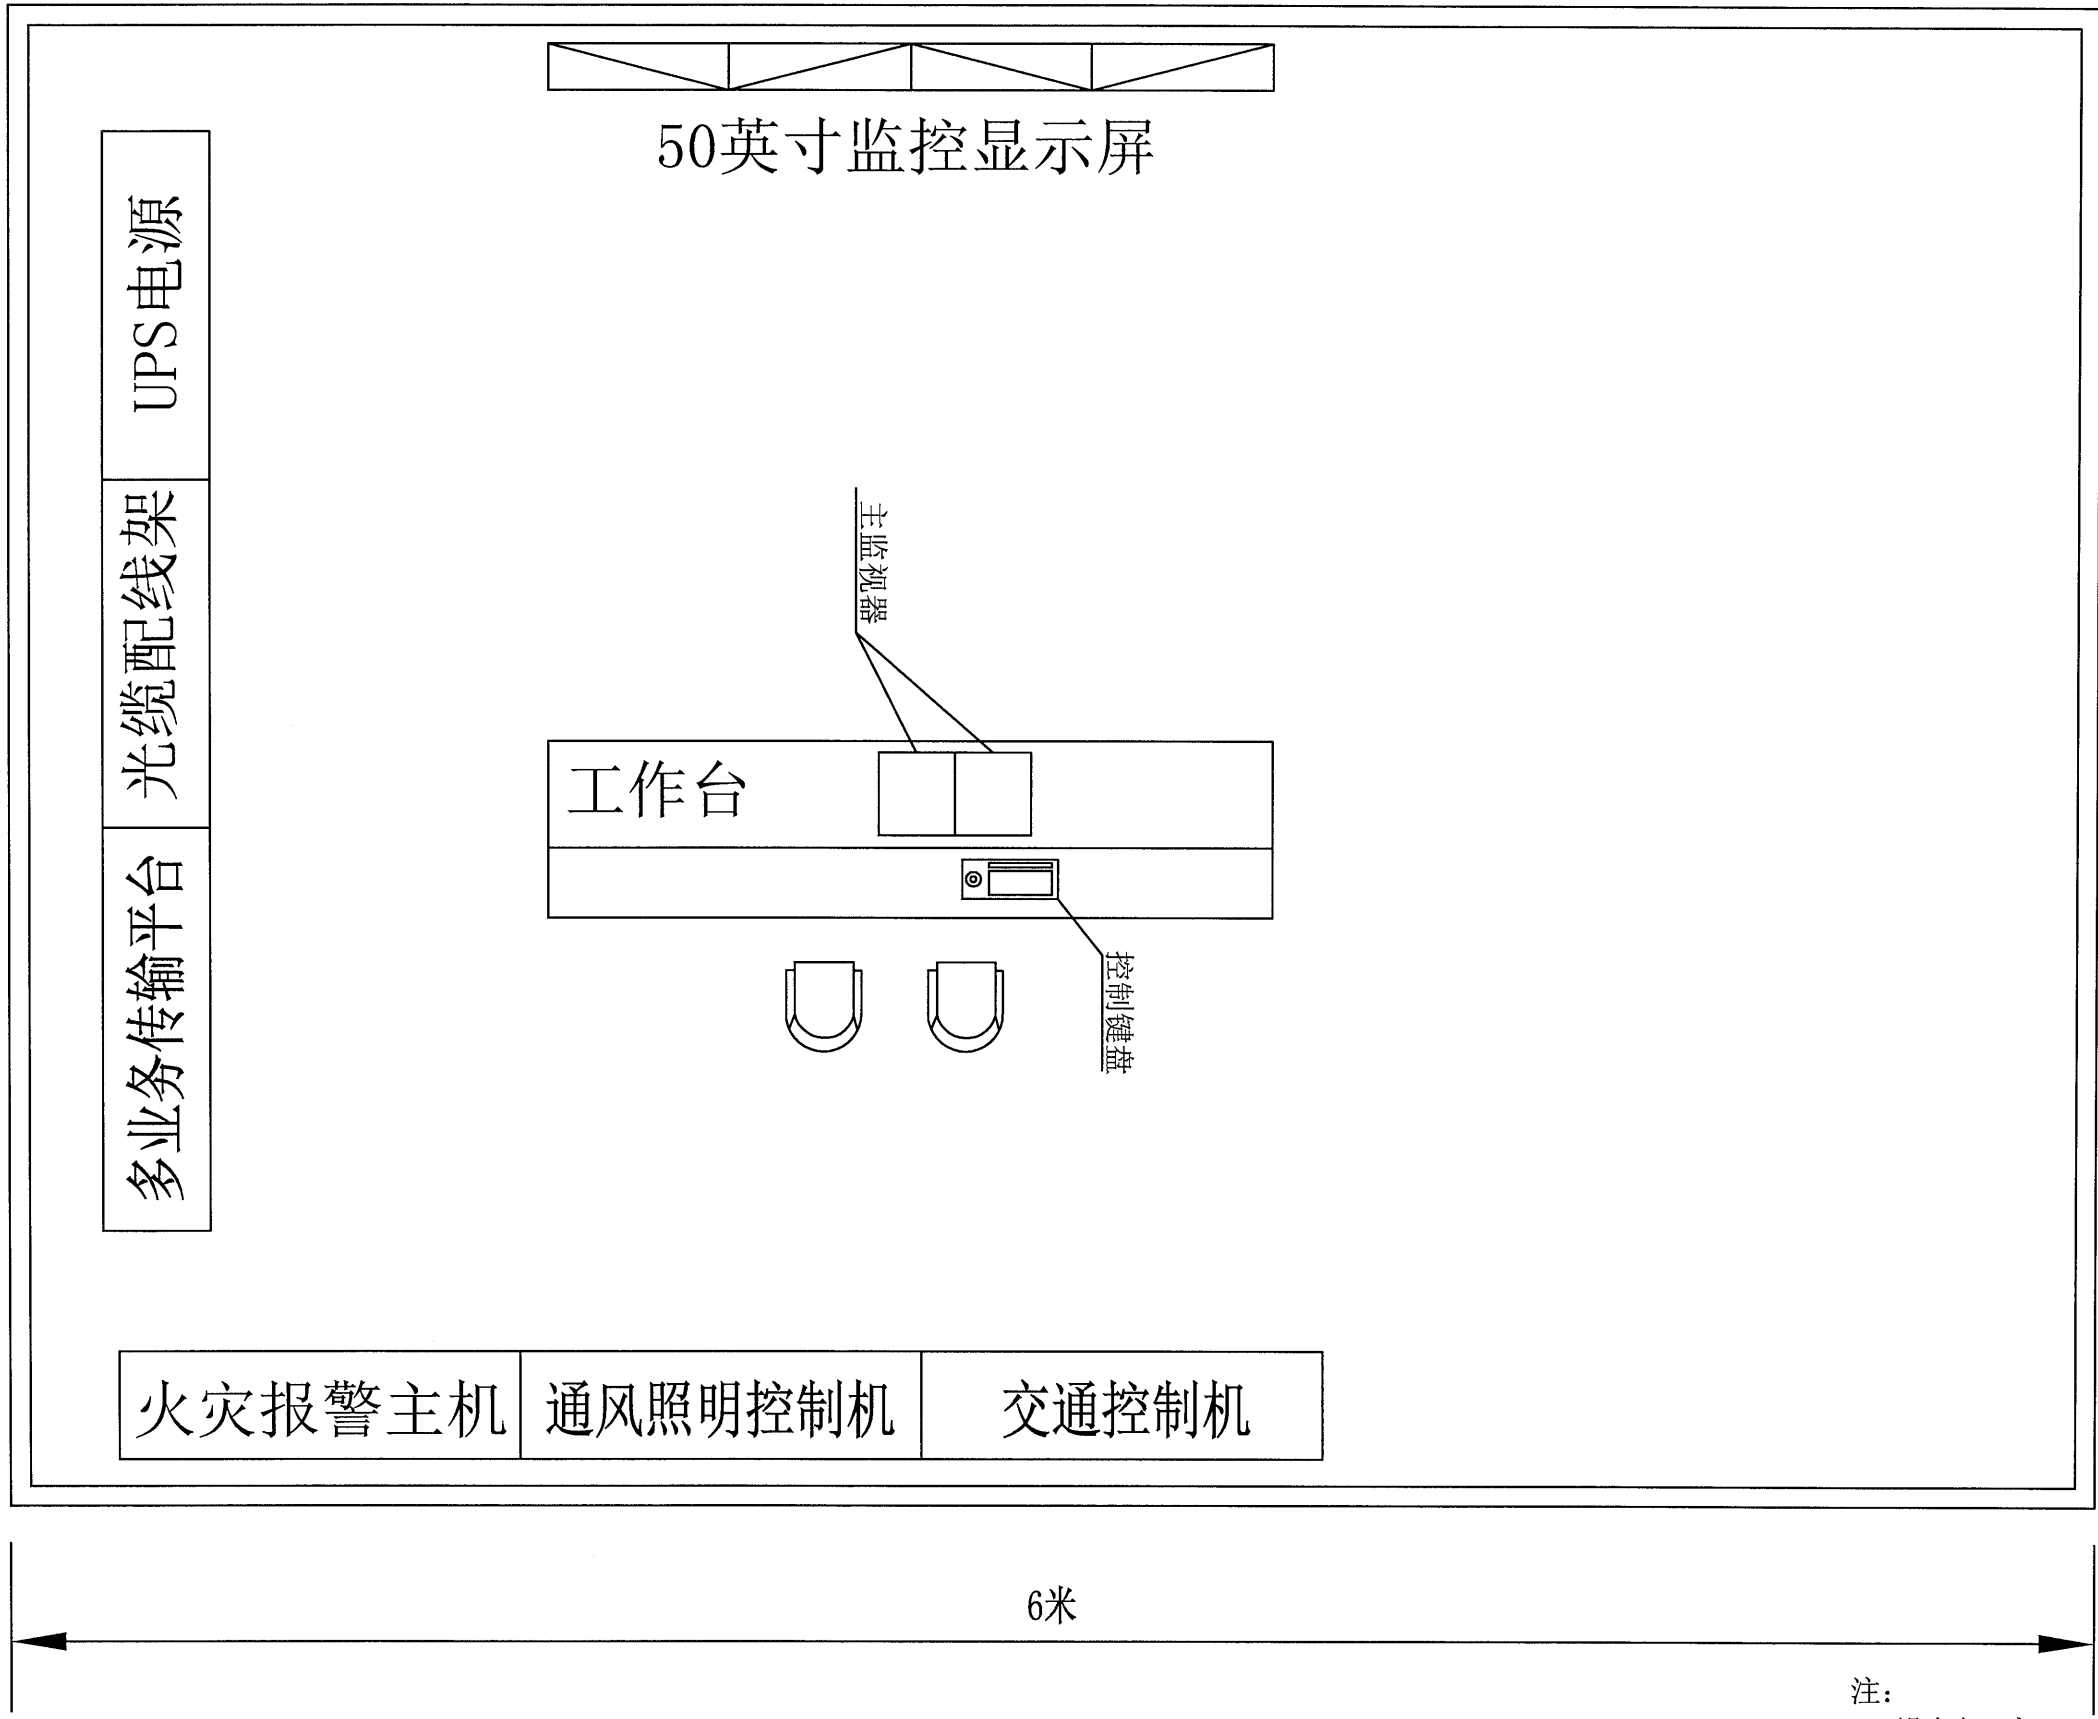 50英寸监控显示屏
UPS电源
光缆配线架
多业务传输平台
主监视器
工作台
控制键盘
火灾报警主机
通风照明控制机
交通控制机
6米
注：